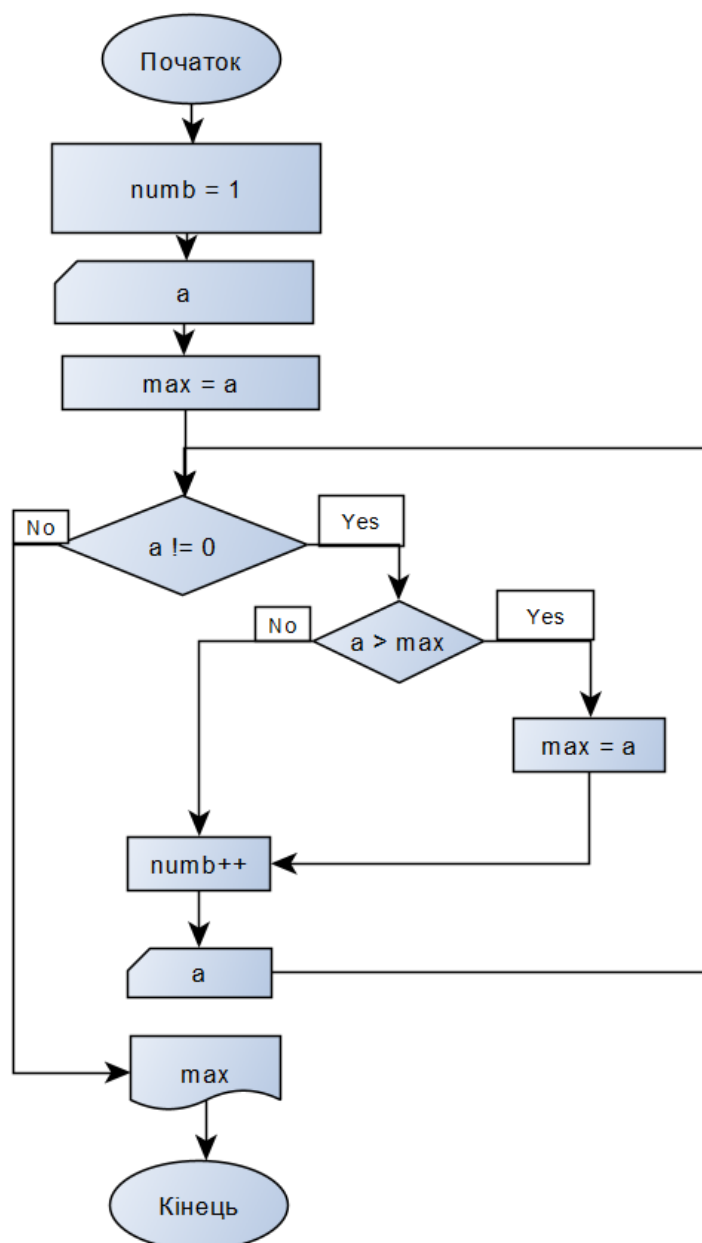 Початок
numb = 1
a
max = a
No
a != 0
Yes
No
a > max
Yes
max = a
numb++
a
max
Кінець